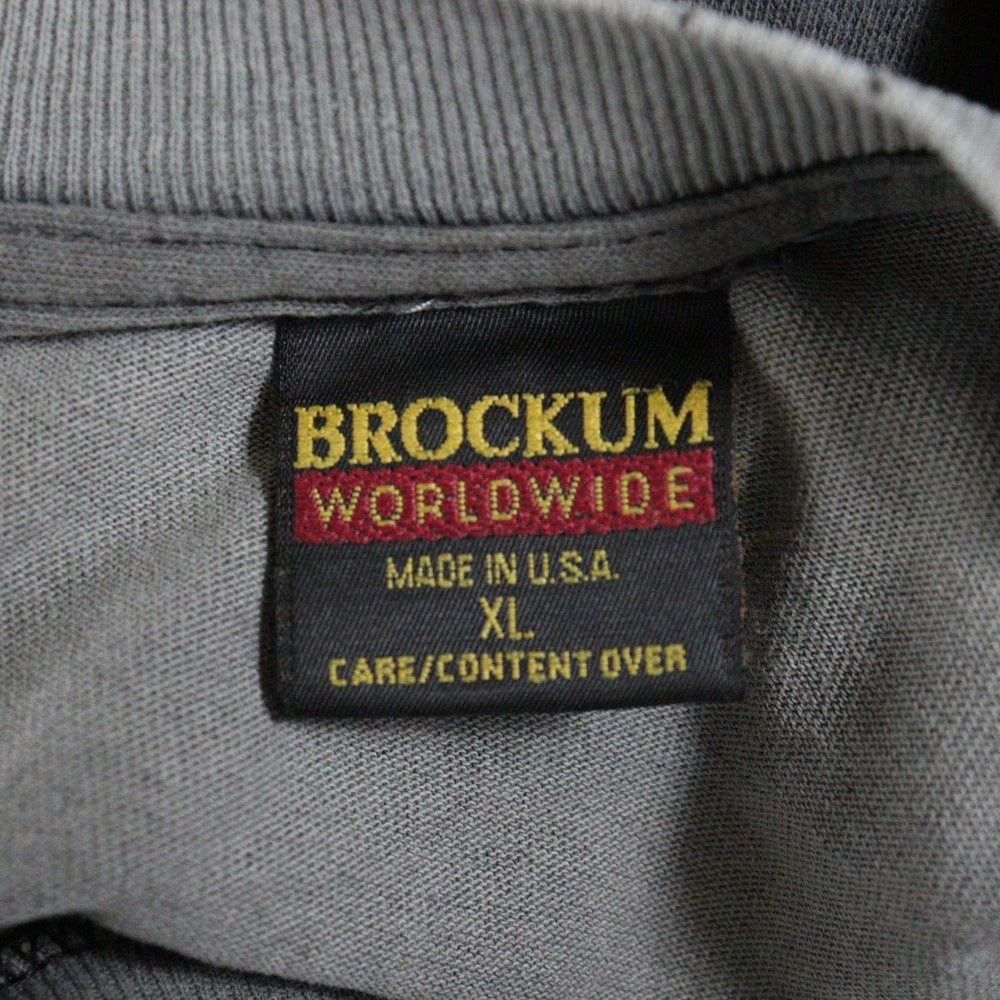 BROCKUM
WORLDWIDE
MADE IN U.S.A.
XL
CARE/CONTENT OVER